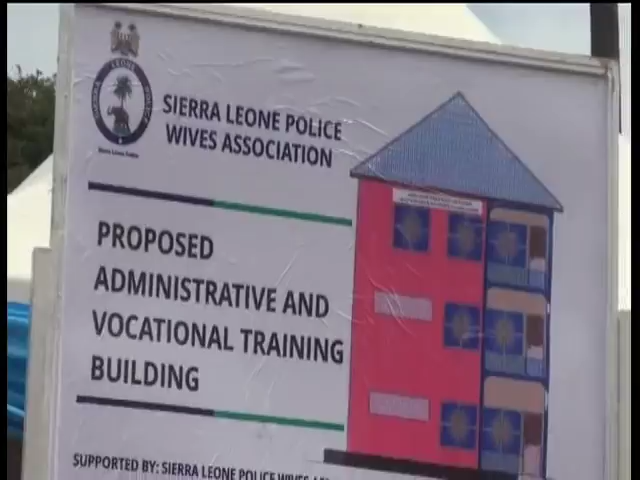 SIERRA LEONE POLICE
WIVES ASSOCIATION
PROPOSED
ADMINISTRATIVE AND
VOCATIONAL TRAINING
BUILDING
SUPPORTED BY: SIERRA LEONE POLICE WIVES